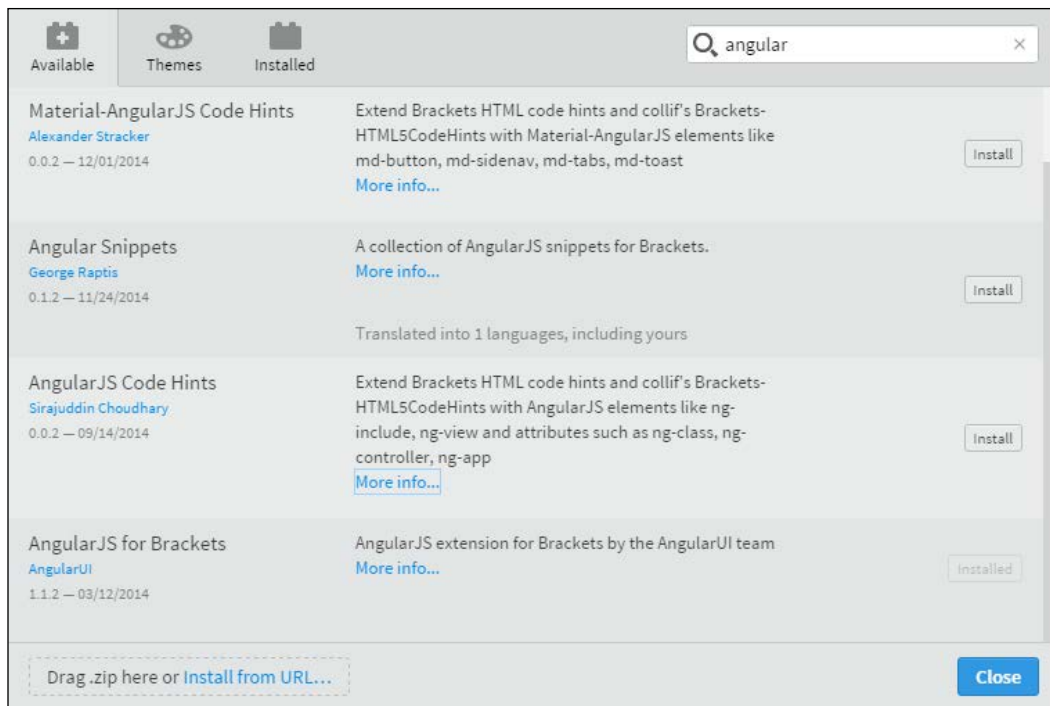 Available
Themes
Installed
angular
Material-AngularJS Code Hints
Alexander Stracker
0.0.2 — 12/01/2014
Extend Brackets HTML code hints and collif's Brackets-
HTML5CodeHints with Material-AngularJS elements like
md-button, md-sidenav, md-tabs, md-toast
More info...
Install
Angular Snippets
George Raptis
0.1.2 — 11/24/2014
A collection of AngularJS snippets for Brackets.
More info...
Translated into 1 languages, including yours
Install
AngularJS Code Hints
Sirajuddin Choudhary
0.0.2 — 09/14/2014
Extend Brackets HTML code hints and collif's Brackets-
HTML5CodeHints with AngularJS elements like ng-
include, ng-view and attributes such as ng-class, ng-
controller, ng-app
More info...
Install
AngularJS for Brackets
AngularUI
1.1.2 — 03/12/2014
AngularJS extension for Brackets by the AngularUI team
More info...
Installed
Drag .zip here or Install from URL...
Close